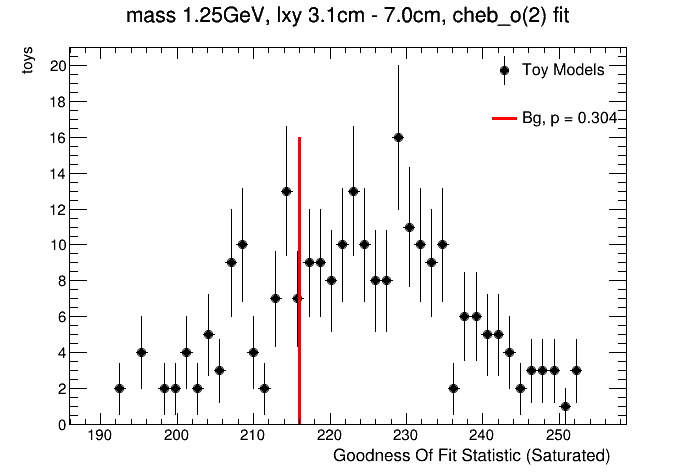 mass 1.25GeV, lxy 3.1cm - 7.0cm, cheb_o(2) fit
toys
20
18
16
14
12
10
8
6
4
2
0
Toy Models
Bg, p = 0.304
190 200 210 220 230 240 250
Goodness Of Fit Statistic (Saturated)